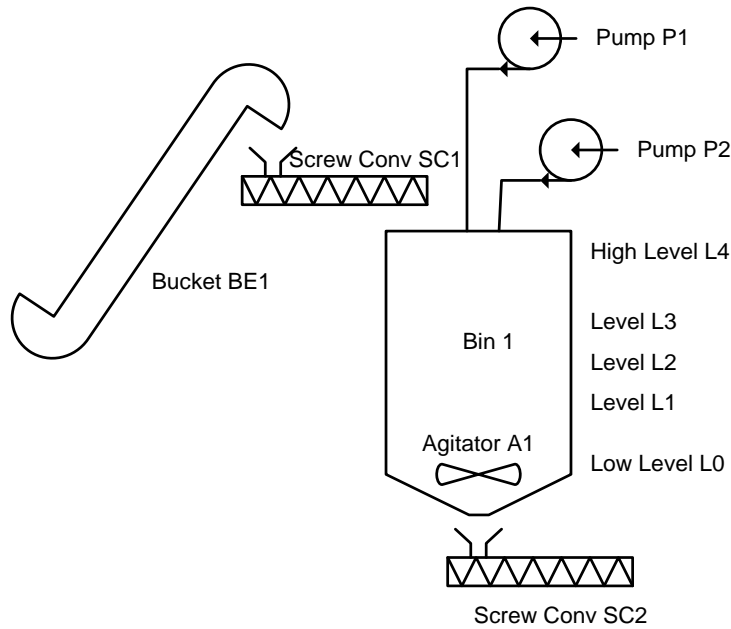 Pump P1
Pump P2
Screw Conv SC1
High Level L4
Bucket BE1
Level L3
Bin 1
Level L2
Level L1
Agitator A1
Low Level L0
Screw Conv SC2